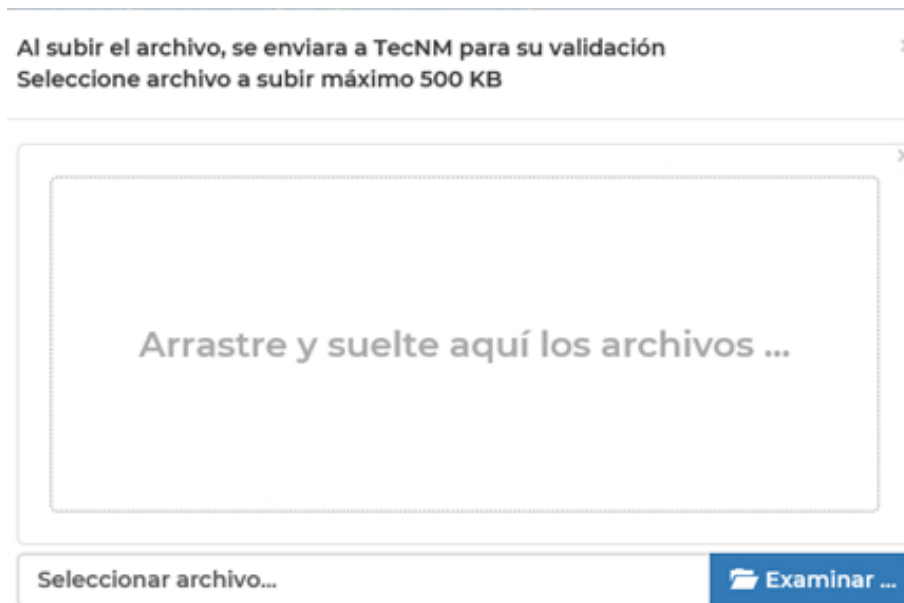 Al subir el archivo, se enviara a TecNM para su validación
Seleccione archivo a subir máximo 500 KB
Arrastre y suelte aquí los archivos ...
Seleccionar archivo...
Examinar ...